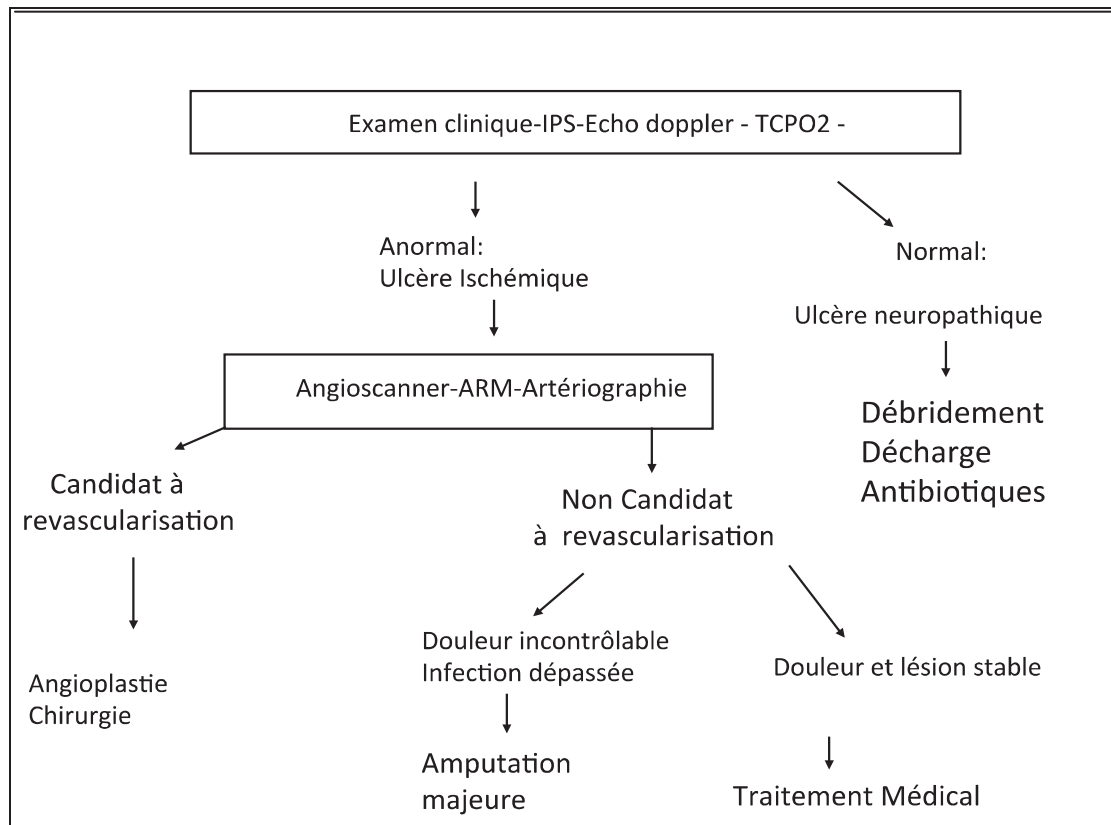 Examen clinique-IPS-Echo doppler - TCPO2 -
Anormal:
Ulcère Ischémique
Normal:
Ulcère neuropathique
Angioscanner-ARM-Artériographie
Débridement
Décharge
Antibiotiques
Candidat à
revascularisation
Non Candidat
à revascularisation
Douleur incontrôlable
Infection dépassée
Douleur et lésion stable
Angioplastie
Chirurgie
Amputation
majeure
Traitement Médical